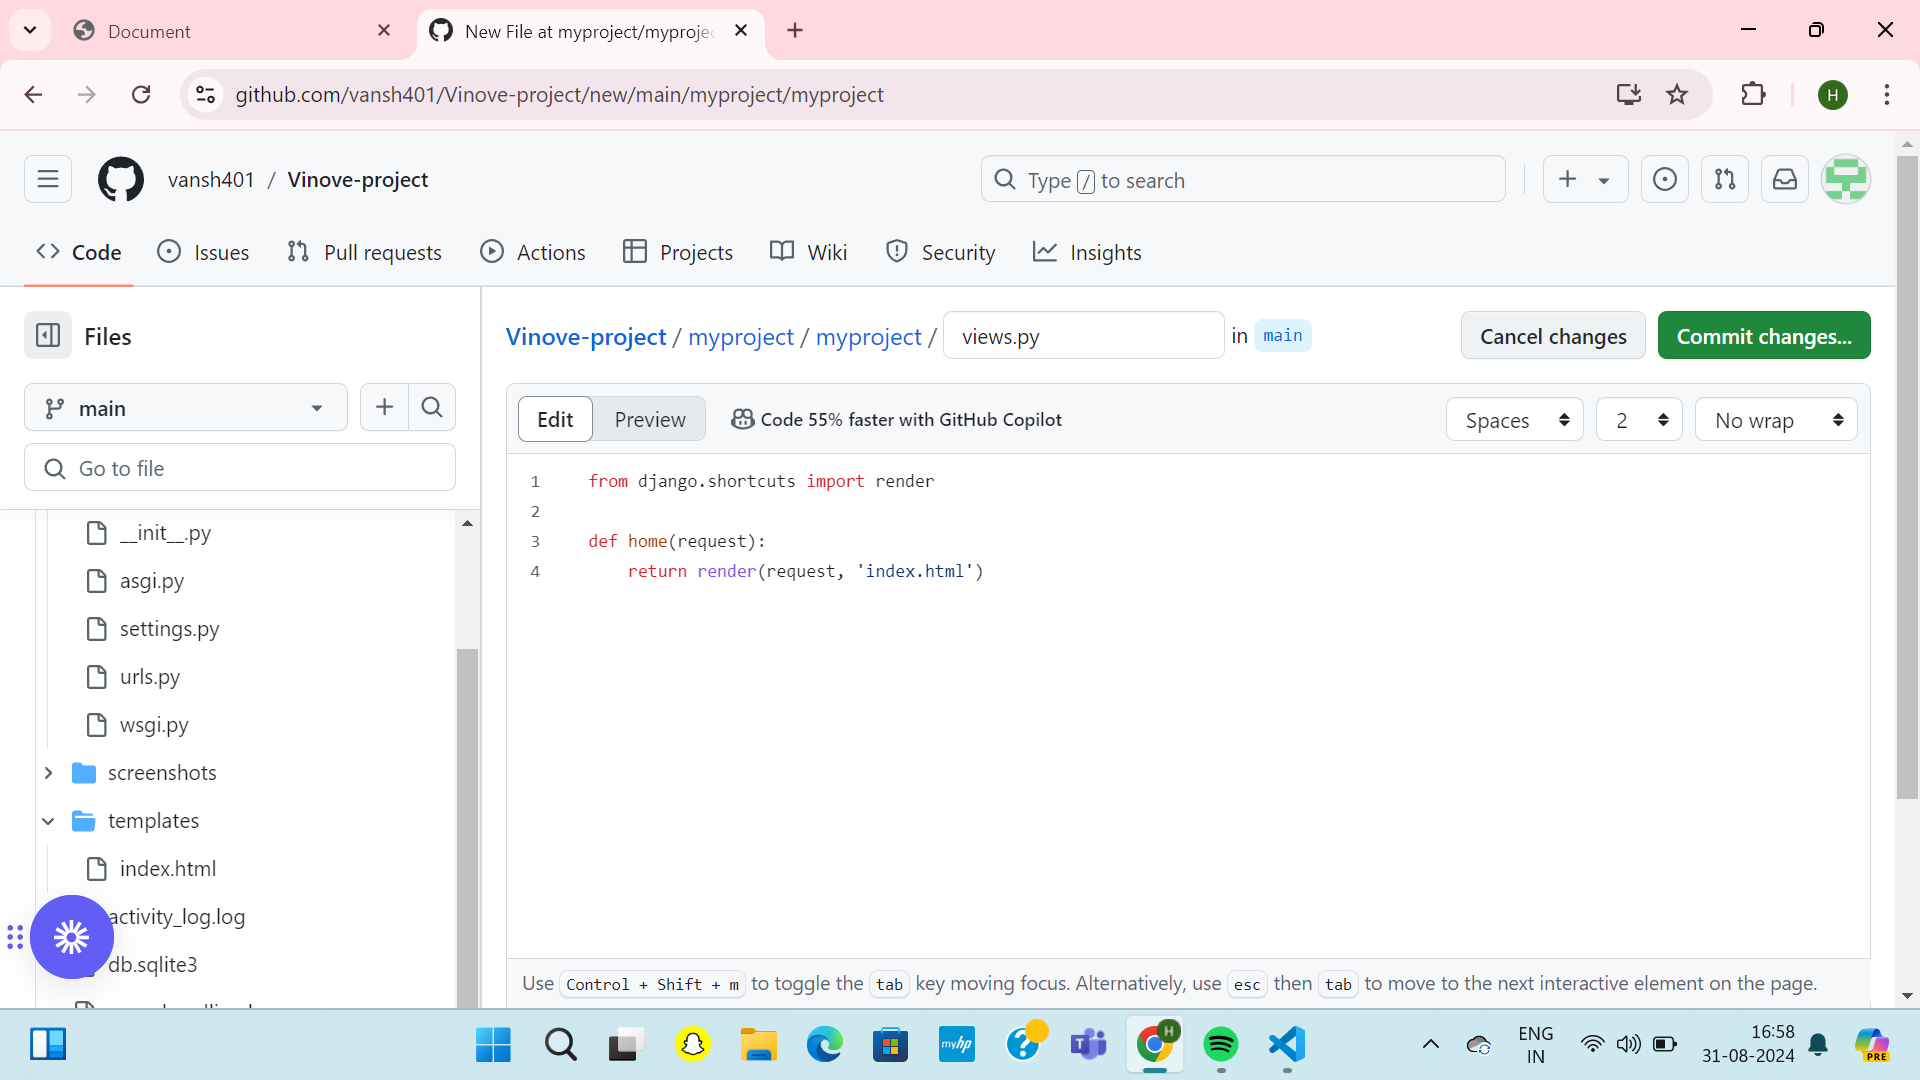 Document
New File at myproject/myprojec
github.com/vansh401/Vinove-project/new/main/myproject/myproject
H
vansh401 / Vinove-project
Type / to search
Code
Issues
Pull requests
Actions
Projects
Wiki
Security
Insights
Files
Vinove-project / myproject / myproject / views.py in main
Cancel changes
Commit changes...
main
Go to file
Edit
Preview
Code 55% faster with GitHub Copilot
Spaces
2
No wrap
1 from django.shortcuts import render
2
3 def home(request):
4 return render(request, 'index.html')
__init__.py
asgi.py
settings.py
urls.py
wsgi.py
screenshots
templates
index.html
activity_log.log
db.sqlite3
Use Control + Shift + m to toggle the tab key moving focus. Alternatively, use esc then tab to move to the next interactive element on the page.
myhp
?
T
H
ENG
IN
16:58
31-08-2024
PRE